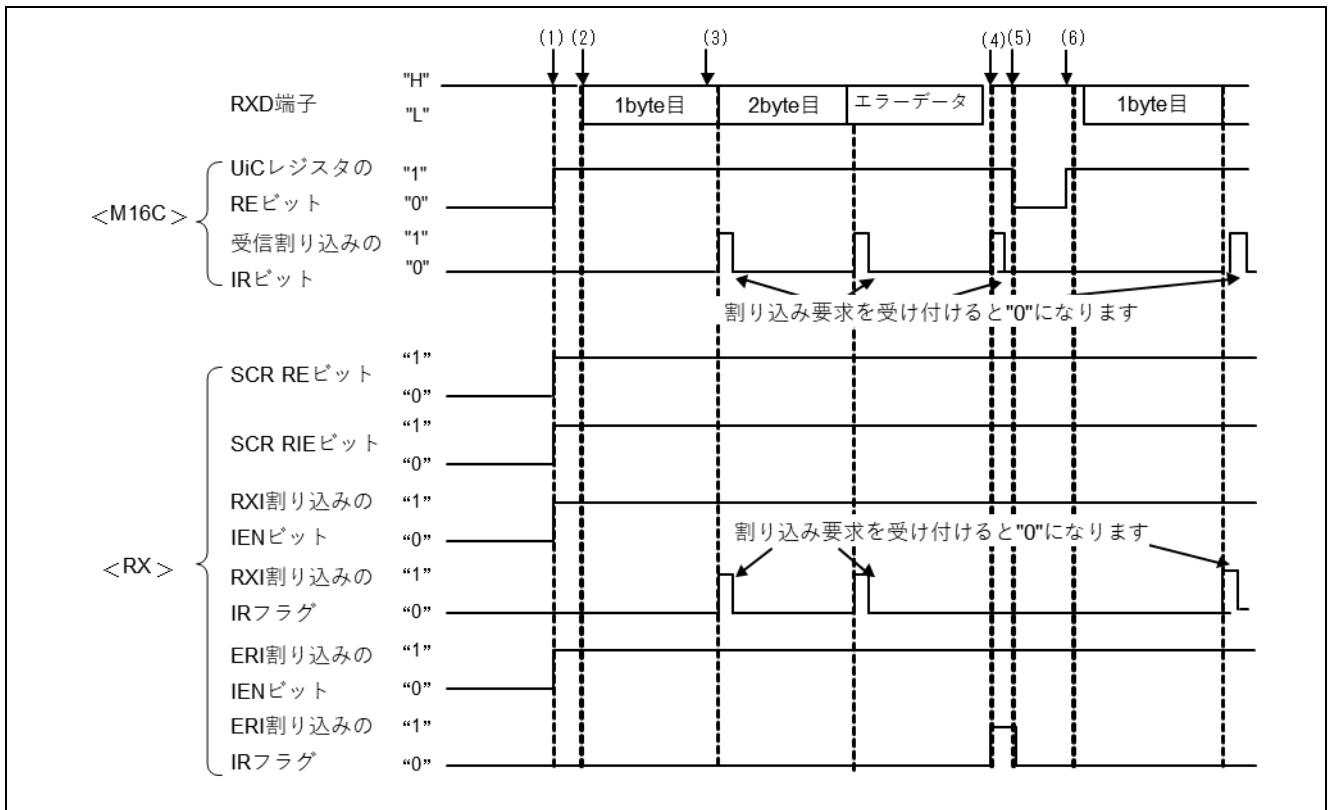 (1) (2) (3) (4)(5) (6)
RXD端子 "H" "L" 1byte目 2byte目 エラーデータ 1byte目
<M16C>
UiCレジスタの "1"
REビット "0"
受信割り込みの "1"
IRビット "0"
割り込み要求を受け付けると"0"になります
<RX>
SCR REビット “1” “0”
SCR RIEビット “1” “0”
RXI割り込みの “1”
IENビット “0”
割り込み要求を受け付けると"0"になります
RXI割り込みの “1”
IRフラグ “0”
ERI割り込みの “1”
IENビット “0”
ERI割り込みの “1”
IRフラグ “0”